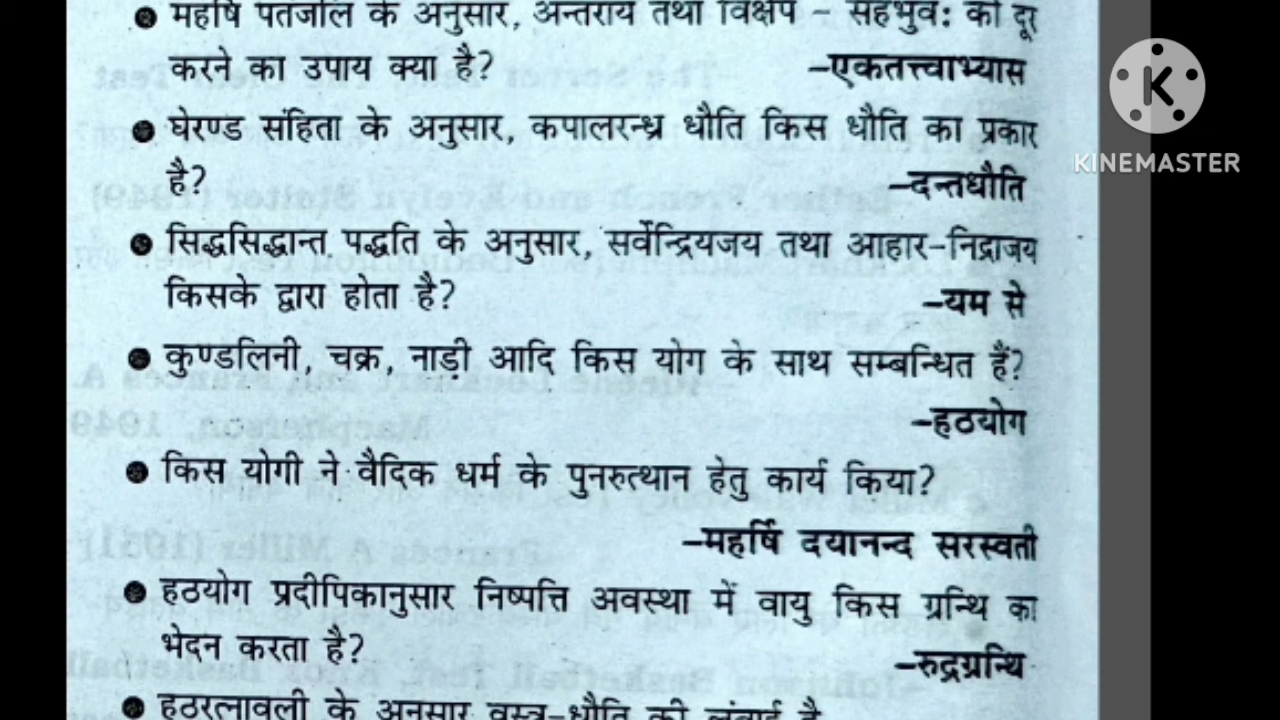 ● महर्षि पतंजलि के अनुसार, अन्तराय तथा विक्षेप – सहभुवः को दूर
करने का उपाय क्या है? –एकतत्त्वाभ्यास
● घेरण्ड संहिता के अनुसार, कपालरन्ध्र धौति किस धौति का प्रकार
है? –दन्तधौति
● सिद्धसिद्धान्त पद्धति के अनुसार, सर्वेन्द्रियजय तथा आहार-निद्राजय
किसके द्वारा होता है? –यम से
● कुण्डलिनी, चक्र, नाड़ी आदि किस योग के साथ सम्बन्धित हैं?
–हठयोग
● किस योगी ने वैदिक धर्म के पुनरुत्थान हेतु कार्य किया?
–महर्षि दयानन्द सरस्वती
● हठयोग प्रदीपिकानुसार निष्पत्ति अवस्था में वायु किस ग्रन्थि का
भेदन करता है? –रुद्रग्रन्थि
● हठरत्नावली के अनुसार वस्त्र-धौति की लंबाई है
K
KINEMASTER